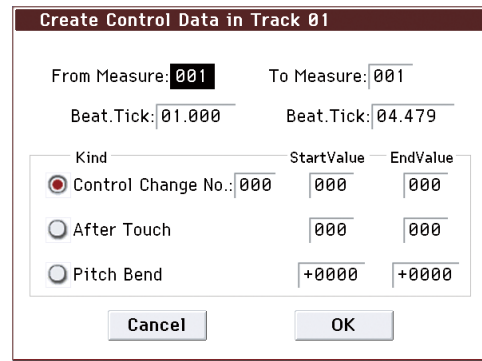 Create Control Data in Track 01
From Measure: 001 To Measure: 001
Beat.Tick: 01.000 Beat.Tick: 04.479
Kind StartValue EndValue
Control Change No.: 000 000 000
After Touch 000 000
Pitch Bend +0000 +0000
Cancel OK